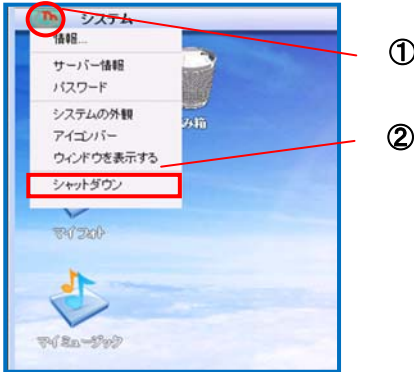 Th システム
情報...
サーバー情報
パスワード
システムの外観
アイコンバー
ウィンドウを表示する
シャットダウン
み箱
マイフォト
マイミュージック
①
②